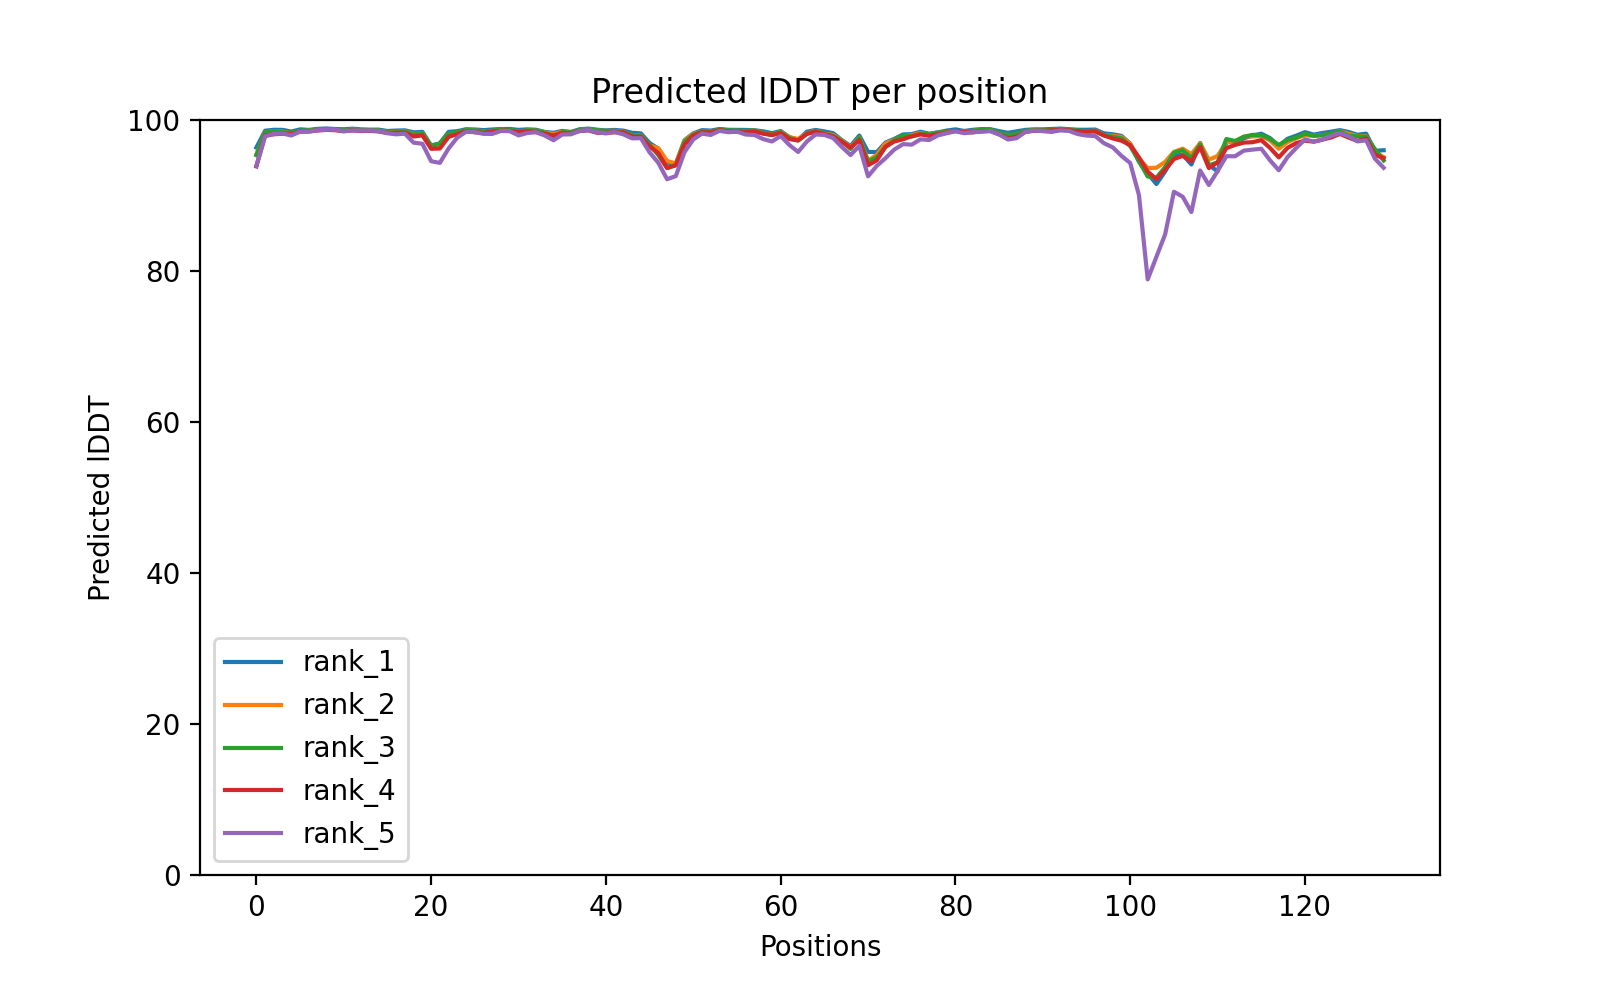 Predicted lDDT per position
100
80
60
40
20
0
Predicted lDDT
rank_1
rank_2
rank_3
rank_4
rank_5
0 20 40 60 80 100 120
Positions